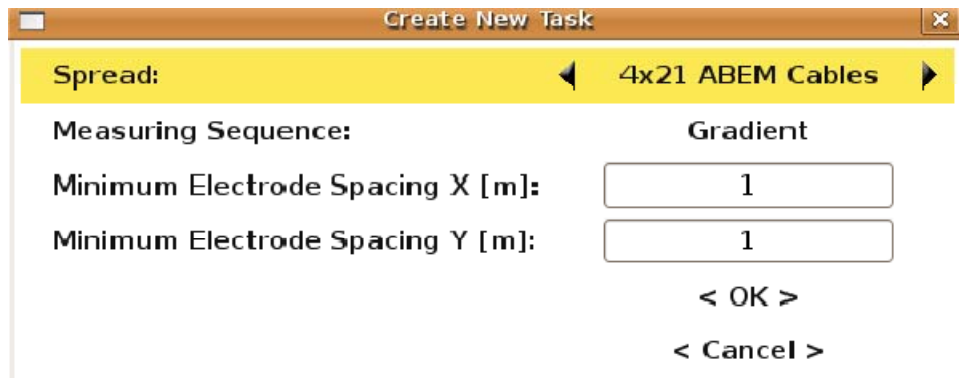 Create New Task
Spread: 4x21 ABEM Cables
Measuring Sequence: Gradient
Minimum Electrode Spacing X [m]: 1
Minimum Electrode Spacing Y [m]: 1
< OK >
< Cancel >